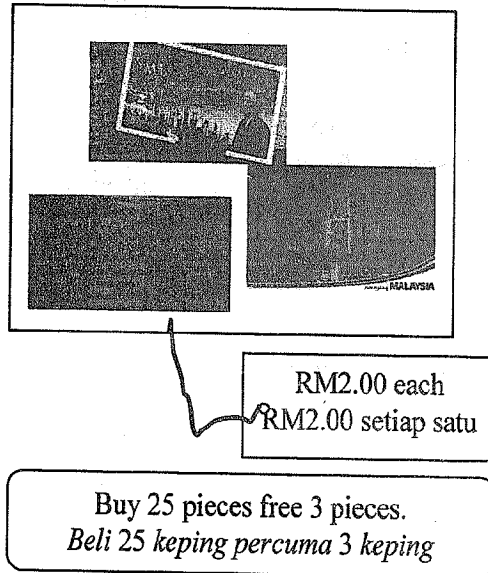 MALAYSIA
RM2.00 each
RM2.00 setiap satu
Buy 25 pieces free 3 pieces.
Beli 25 keping percuma 3 keping